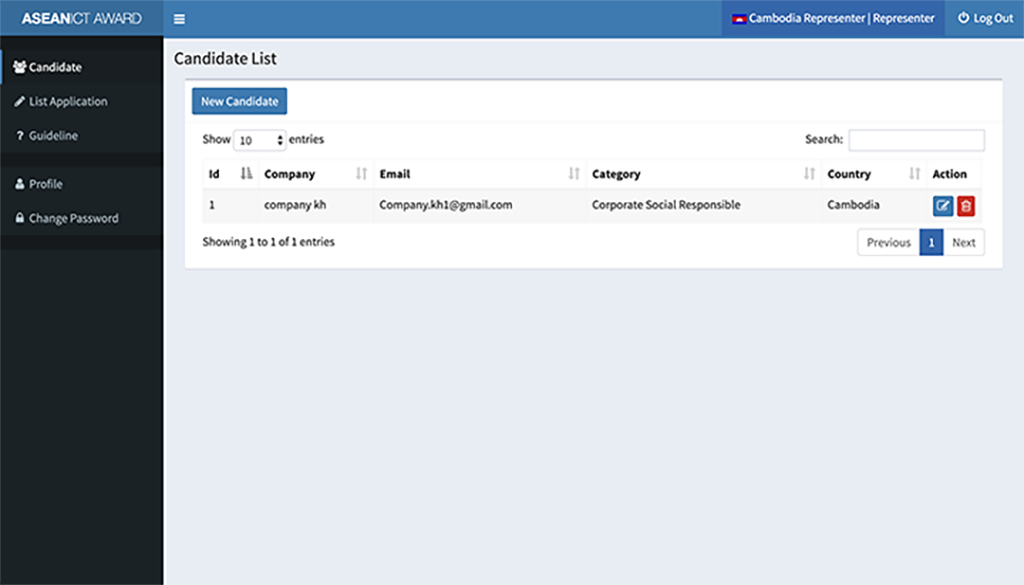 ASEANICT AWARD
Cambodia Representer | Representer
Log Out
Candidate
List Application
? Guideline
Profile
Change Password
Candidate List
New Candidate
Show 10 entries
Search:
Id Company Email Category Country Action
1 company kh Company.kh1@gmail.com Corporate Social Responsible Cambodia
Showing 1 to 1 of 1 entries
Previous 1 Next